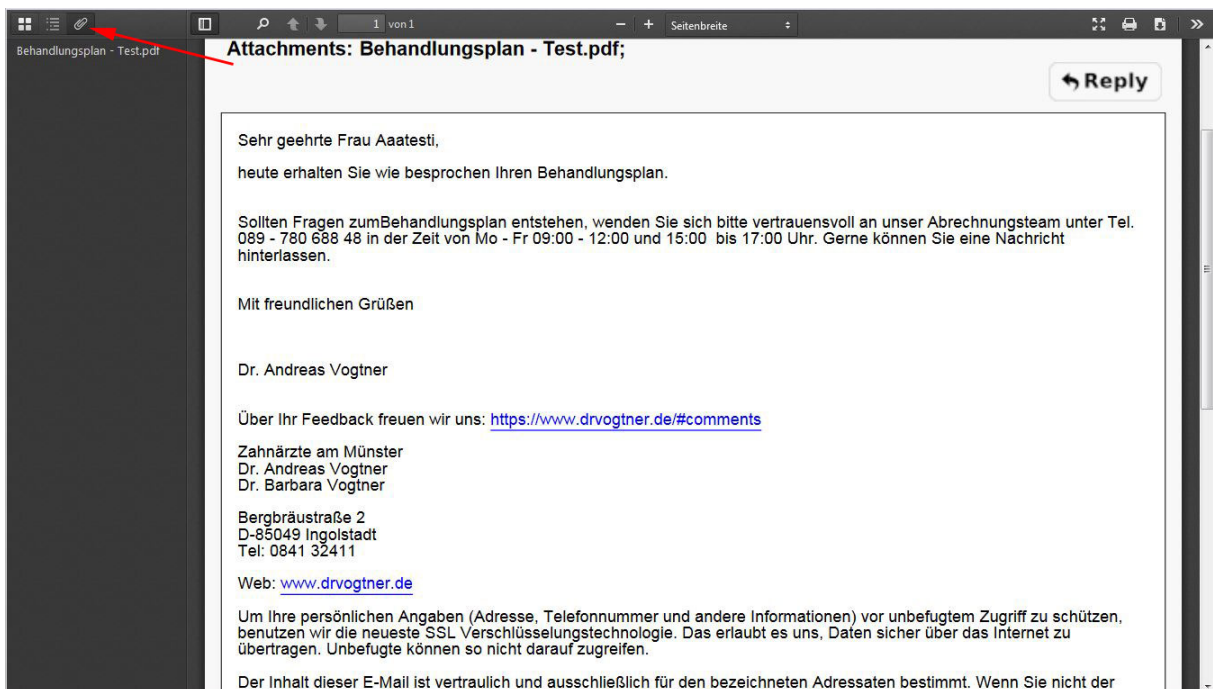 1 von 1
Seitenbreite
Behandlungsplan - Test.pdf
Attachments: Behandlungsplan - Test.pdf;
Reply
Sehr geehrte Frau Aaatesti,
heute erhalten Sie wie besprochen Ihren Behandlungsplan.
Sollten Fragen zumBehandlungsplan entstehen, wenden Sie sich bitte vertrauensvoll an unser Abrechnungsteam unter Tel.
089 - 780 688 48 in der Zeit von Mo - Fr 09:00 - 12:00 und 15:00 bis 17:00 Uhr. Gerne können Sie eine Nachricht
hinterlassen.
Mit freundlichen Grüßen
Dr. Andreas Vogtner
Über Ihr Feedback freuen wir uns: https://www.drvogtner.de/#comments
Zahnärzte am Münster
Dr. Andreas Vogtner
Dr. Barbara Vogtner
Bergbräustraße 2
D-85049 Ingolstadt
Tel: 0841 32411
Web: www.drvogtner.de
Um Ihre persönlichen Angaben (Adresse, Telefonnummer und andere Informationen) vor unbefugtem Zugriff zu schützen,
benutzen wir die neueste SSL Verschlüsselungstechnologie. Das erlaubt es uns, Daten sicher über das Internet zu
übertragen. Unbefugte können so nicht darauf zugreifen.
Der Inhalt dieser E-Mail ist vertraulich und ausschließlich für den bezeichneten Adressaten bestimmt. Wenn Sie nicht der